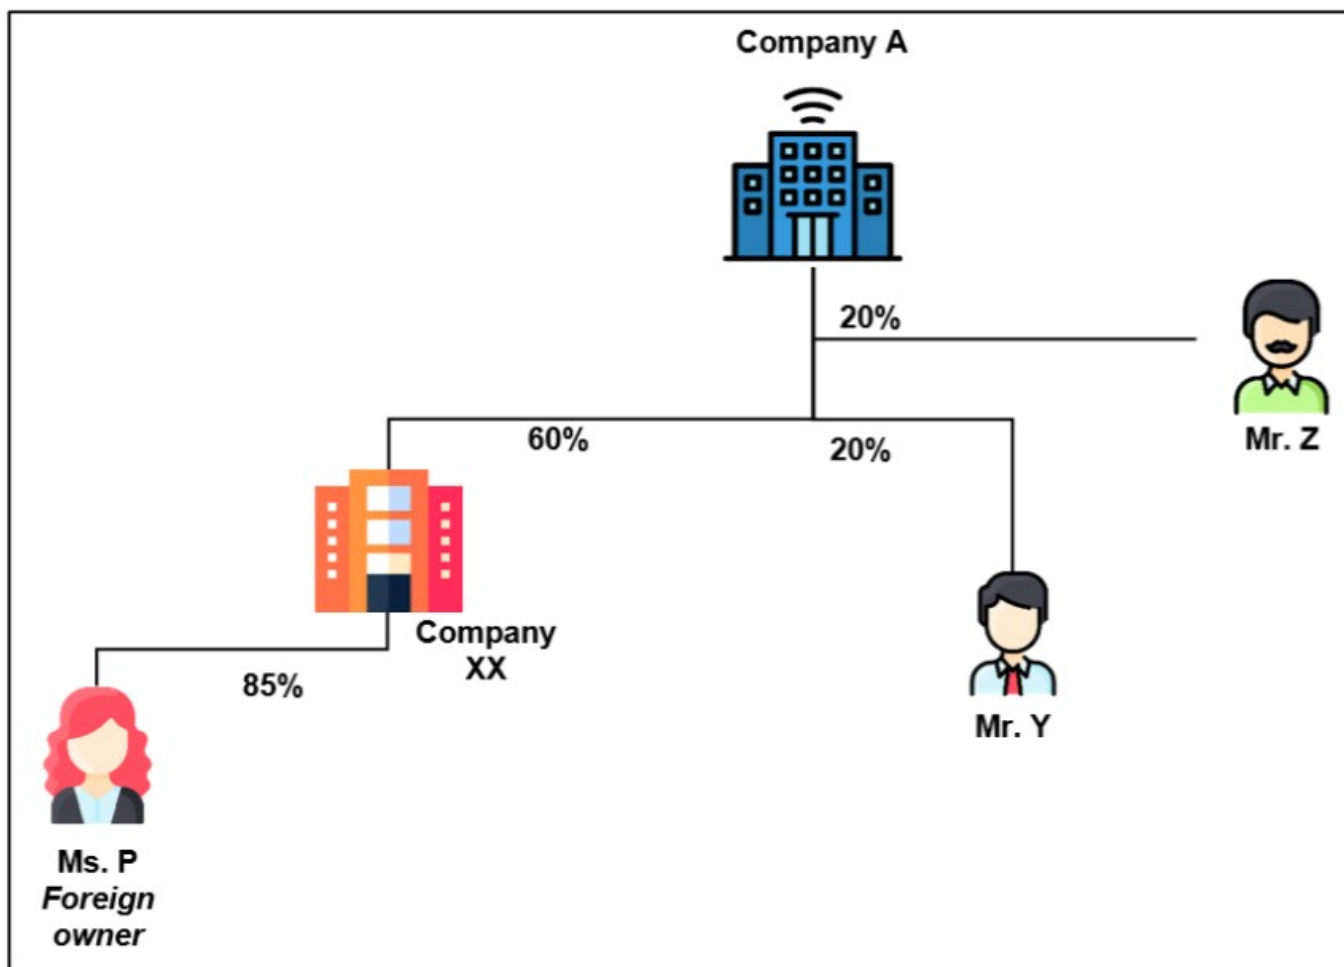 Company A
20%
60%
20%
Mr. Z
Company
XX
85%
Mr. Y
Ms. P
Foreign
owner